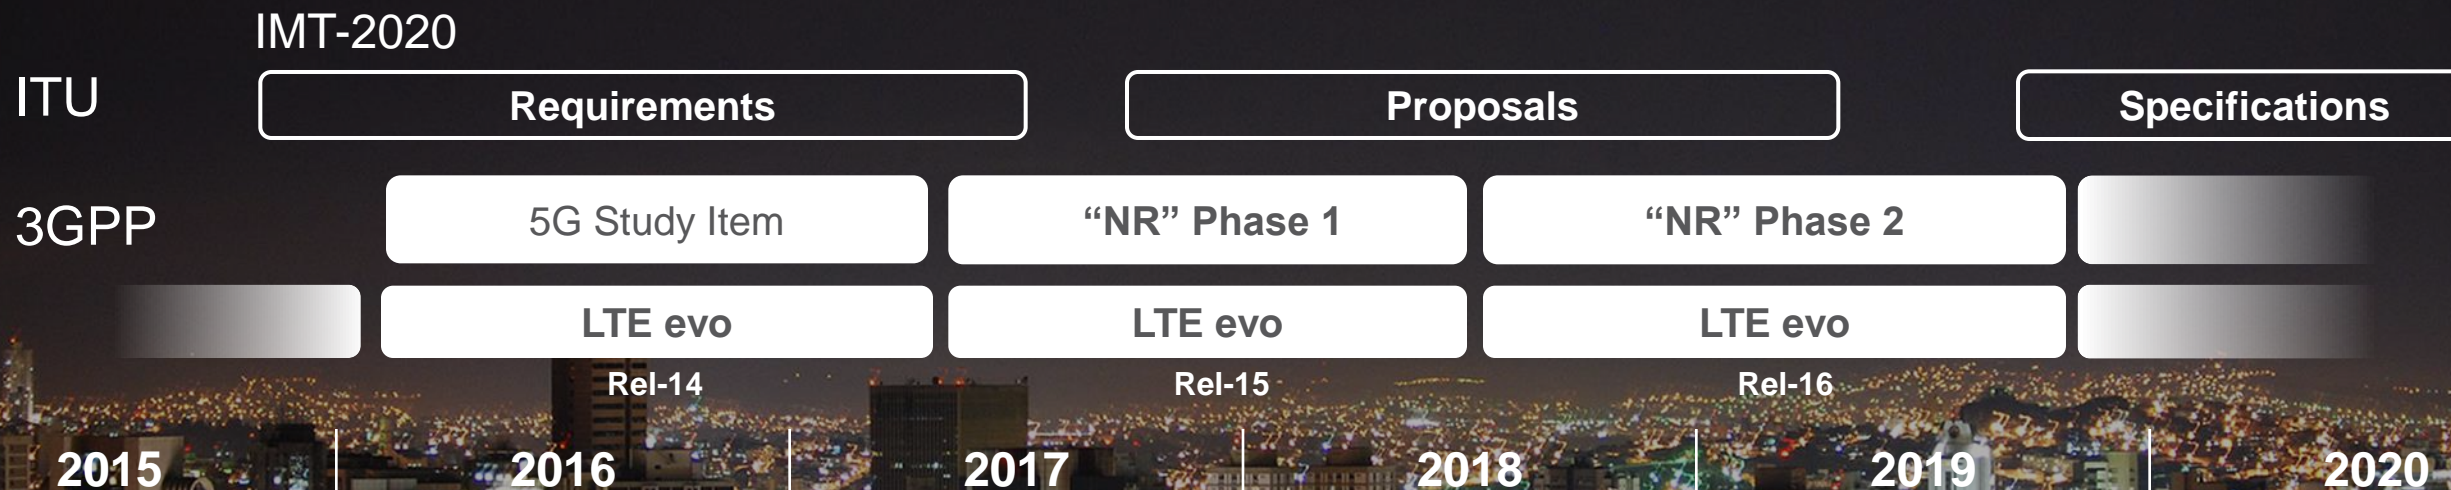 IMT-2020
ITU
Requirements
Proposals
Specifications
3GPP
5G Study Item
“NR” Phase 1
“NR” Phase 2
LTE evo
LTE evo
LTE evo
Rel-14
Rel-15
Rel-16
2015
2016
2017
2018
2019
2020